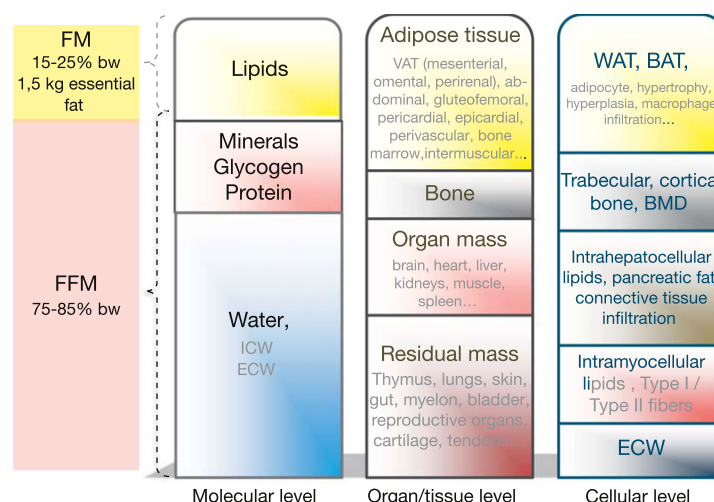 FM
15-25% bw
1,5 kg essential
fat
FFM
75-85% bw
Lipids
Minerals
Glycogen
Protein
Water,
ICW
ECW
Molecular level
Adipose tissue
VAT (mesenterial,
omental, perirenal), ab-
dominal, gluteofemoral,
pericardial, epicardial,
perivascular, bone
marrow,intermuscular...
Bone
Organ mass
brain, heart, liver,
kidneys, muscle,
spleen…
Residual mass
Thymus, lungs, skin,
gut, myelon, bladder,
reproductive organs,
cartilage,
Organ/tissue level
WAT, BAT,
adipocyte, hypertrophy,
hyperplasia, macrophage
infiltration…
Trabecular, cortica
bone, BMD
Intrahepatocellular
lipids, pancreatic fat
connective tissue
infiltration
Intramyocellular
lipids , Type I /
Type II fibers
ECW
Cellular level